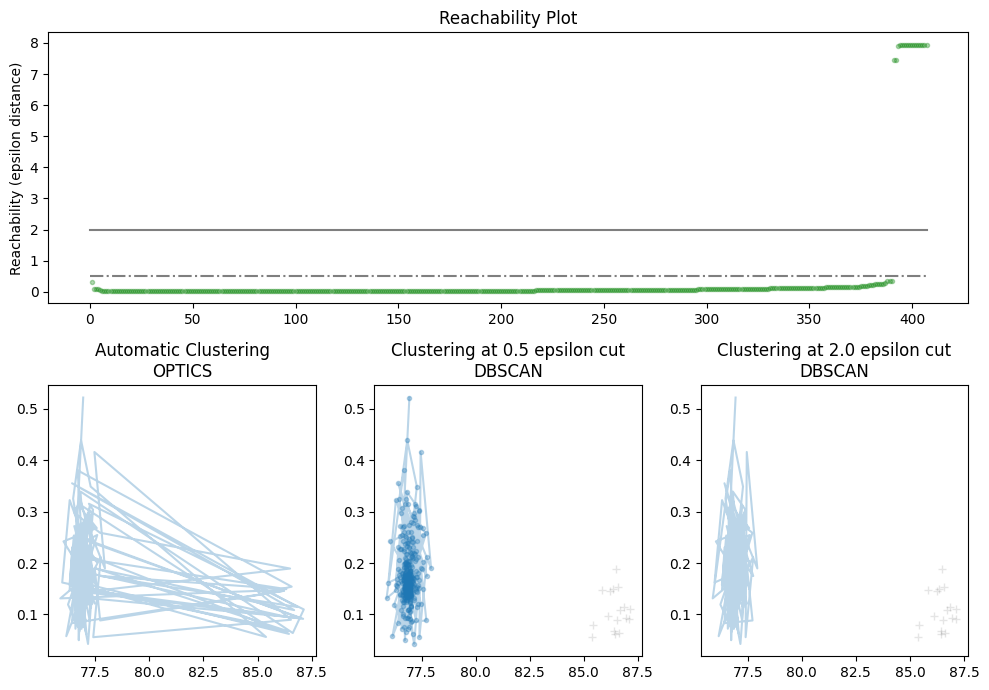 Reachability Plot
Reachability (epsilon distance)
8
7
6
5
4
3
2
1
0
0 50 100 150 200 250 300 350 400
Automatic Clustering
OPTICS
0.5
0.4
0.3
0.2
0.1
77.5 80.0 82.5 85.0 87.5
Clustering at 0.5 epsilon cut
DBSCAN
0.5
0.4
0.3
0.2
0.1
77.5 80.0 82.5 85.0 87.5
Clustering at 2.0 epsilon cut
DBSCAN
0.5
0.4
0.3
0.2
0.1
77.5 80.0 82.5 85.0 87.5